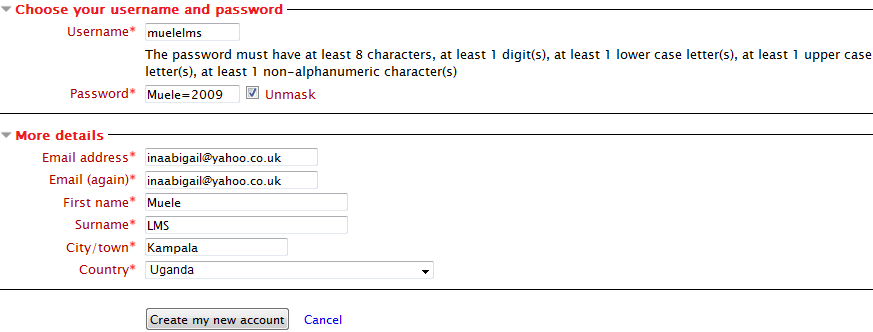 Choose your username and password
Username* muelelms
The password must have at least 8 characters, at least 1 digit(s), at least 1 lower case letter(s), at least 1 upper case
letter(s), at least 1 non-alphanumeric character(s)
Password* Muele=2009 Unmask
More details
Email address* inaabigail@yahoo.co.uk
Email (again)* inaabigail@yahoo.co.uk
First name* Muele
Surname* LMS
City/town* Kampala
Country* Uganda
Create my new account Cancel